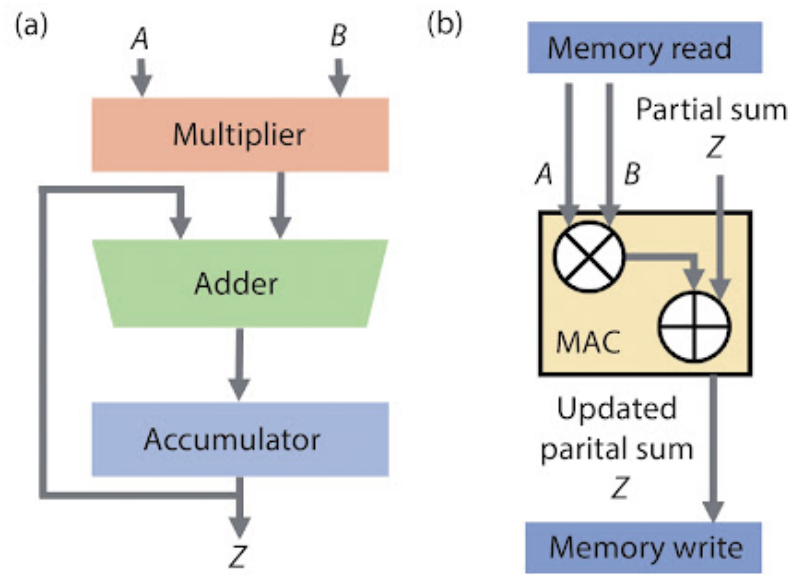 (a)
A
B
Multiplier
Adder
Accumulator
Z
(b)
Memory read
Partial sum
Z
A
B
MAC
Updated
parital sum
Z
Memory write